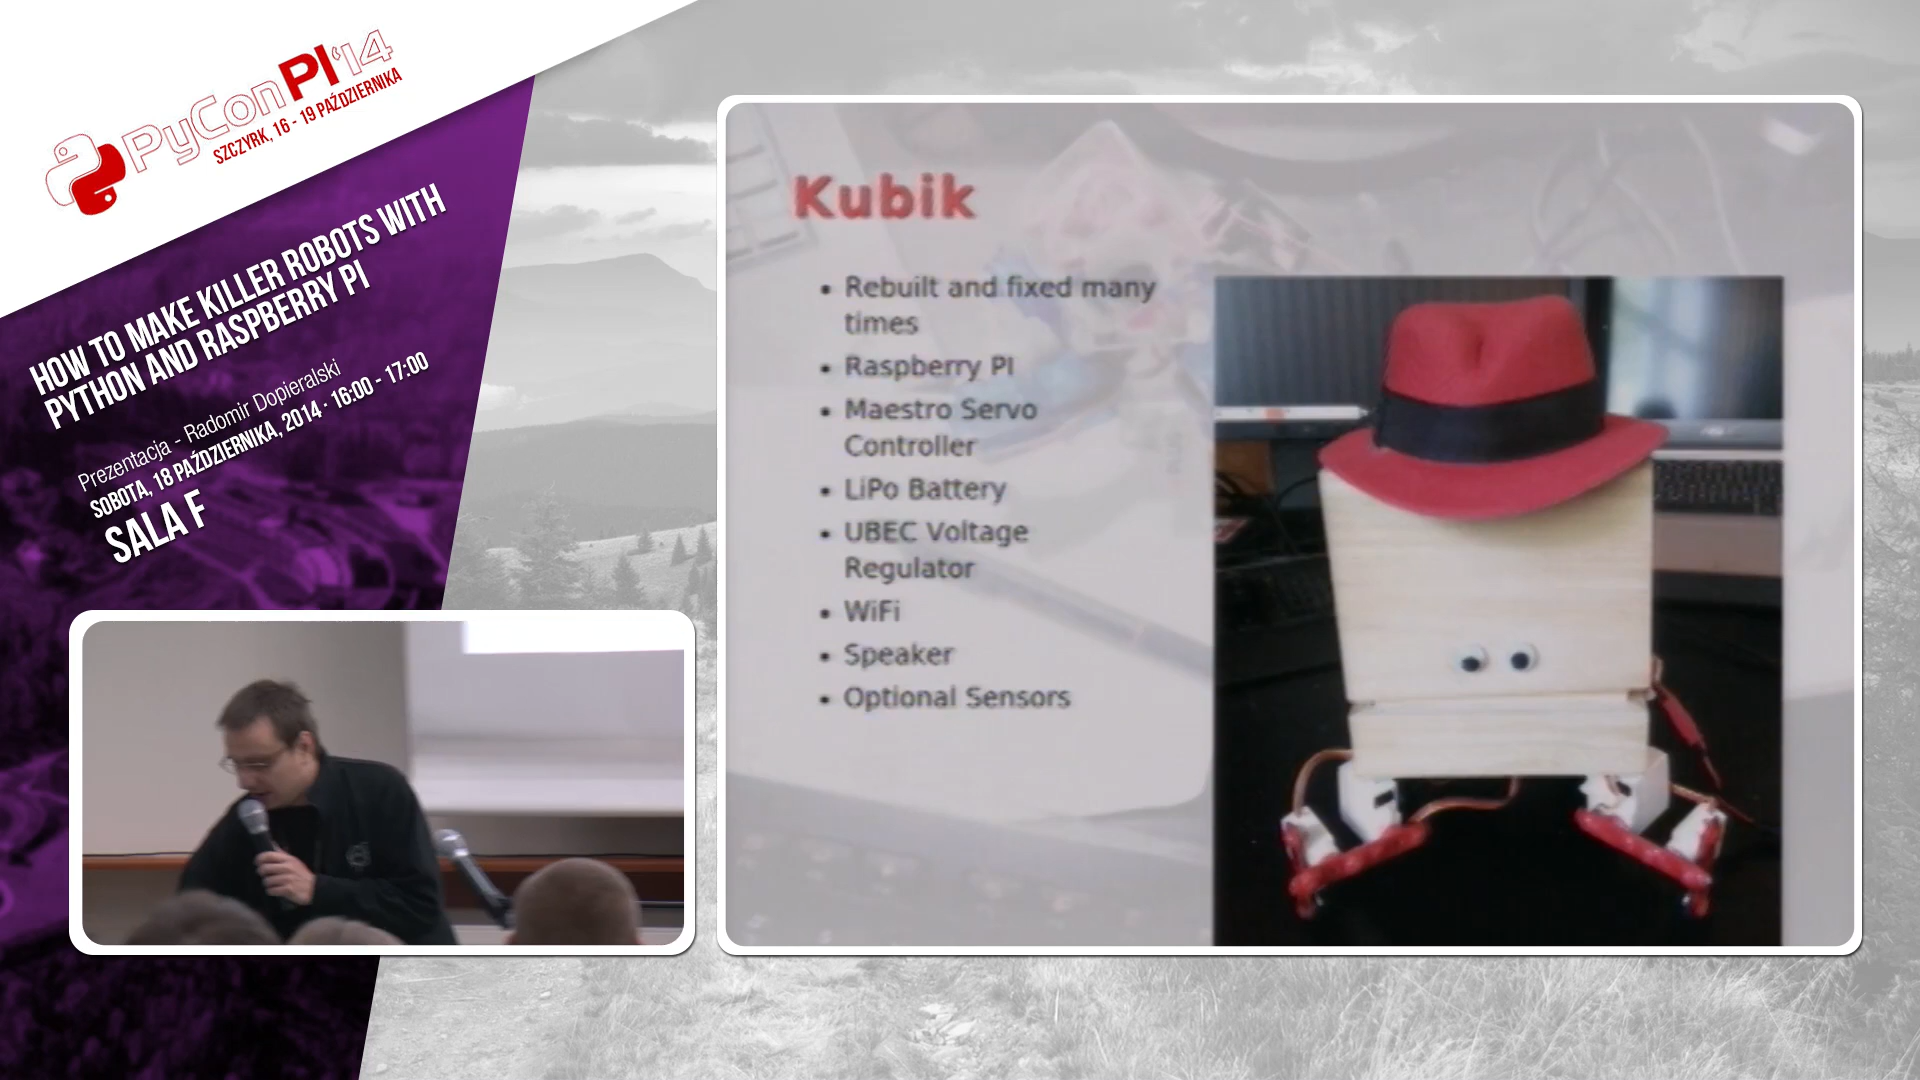 PyConPl'14
SZCZYRK, 16 - 19 PAŹDZIERNIKA
HOW TO MAKE KILLER ROBOTS WITH
PYTHON AND RASPBERRY PI
Prezentacja - Radomir Dopieralski
SOBOTA, 18 PAŹDZIERNIKA, 2014 · 16:00 - 17:00
SALA F
Kubik
• Rebuilt and fixed many
times
• Raspberry PI
• Maestro Servo
Controller
• LiPo Battery
• UBEC Voltage
Regulator
• WiFi
• Speaker
• Optional Sensors